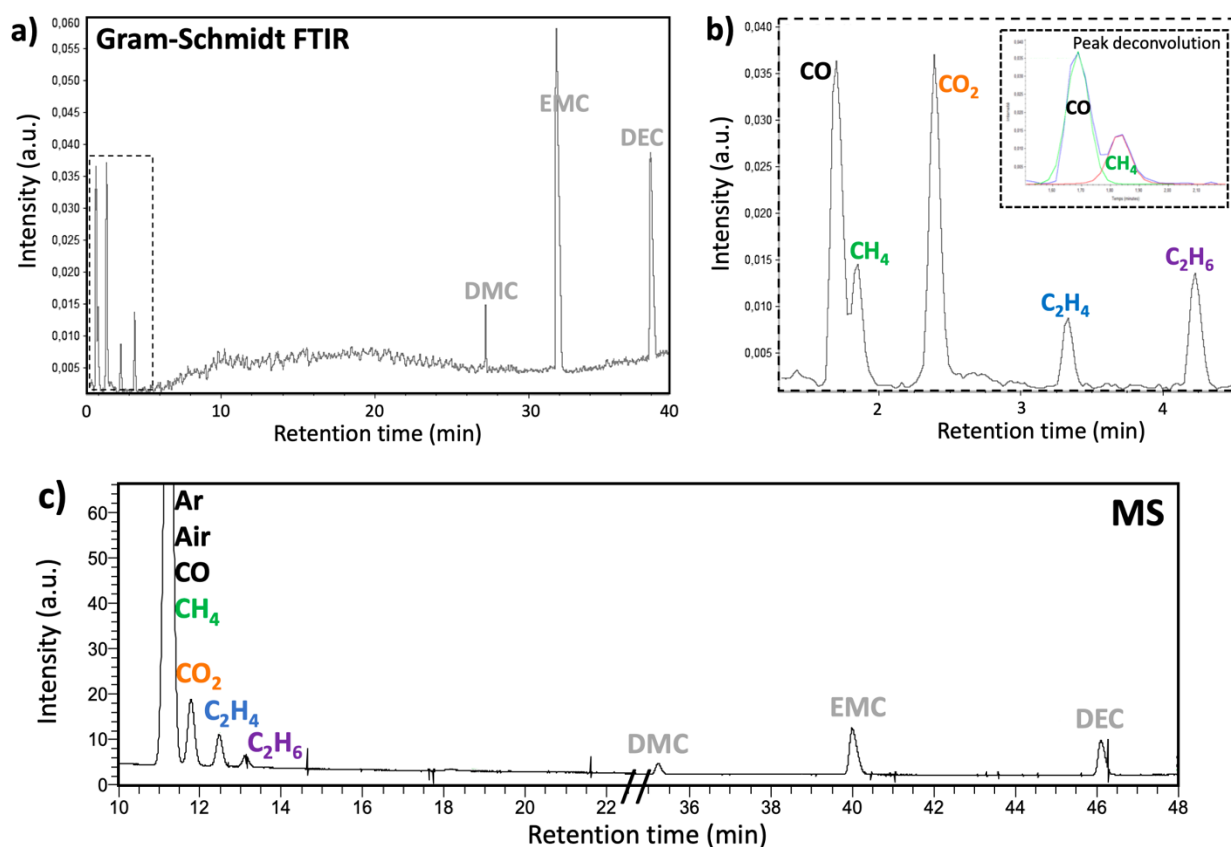 a)
Gram-Schmidt FTIR
Intensity (a.u.)
0,060
0,055
0,050
0,045
0,040
0,035
0,030
0,025
0,020
0,015
0,010
0,005
EMC
DEC
DMC
0 10 20 30 40
Retention time (min)
b)
Intensity (a.u.)
0,040
0,035
0,030
0,025
0,020
0,015
0,010
0,005
CO
CO₂
CH₄
C₂H₄
C₂H₆
Peak deconvolution
CO
CH₄
2 3 4
Retention time (min)
c)
MS
Intensity (a.u.)
60
50
40
30
20
10
0
Ar
Air
CO
CH₄
CO₂
C₂H₄
C₂H₆
DMC
EMC
DEC
10 12 14 16 18 20 22 36 38 40 42 44 46 48
Retention time (min)